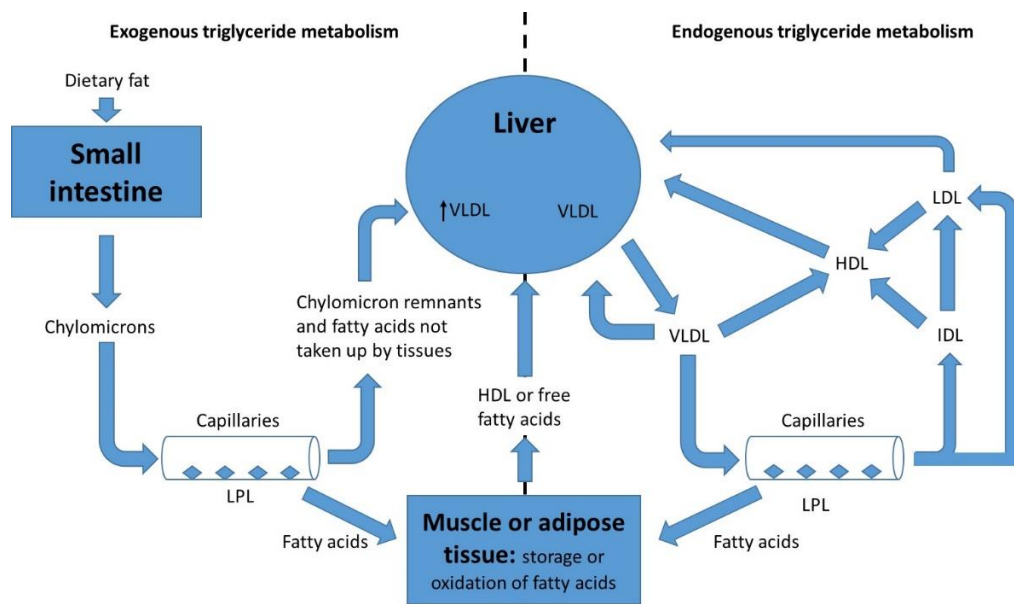 Exogenous triglyceride metabolism
Endogenous triglyceride metabolism
Dietary fat
Small
intestine
Chylomicrons
Capillaries
LPL
Fatty acids
Chylomicron remnants
and fatty acids not
taken up by tissues
Liver
↑VLDL
VLDL
HDL or free
fatty acids
Muscle or adipose
tissue: storage or
oxidation of fatty acids
VLDL
HDL
LDL
IDL
Capillaries
LPL
Fatty acids